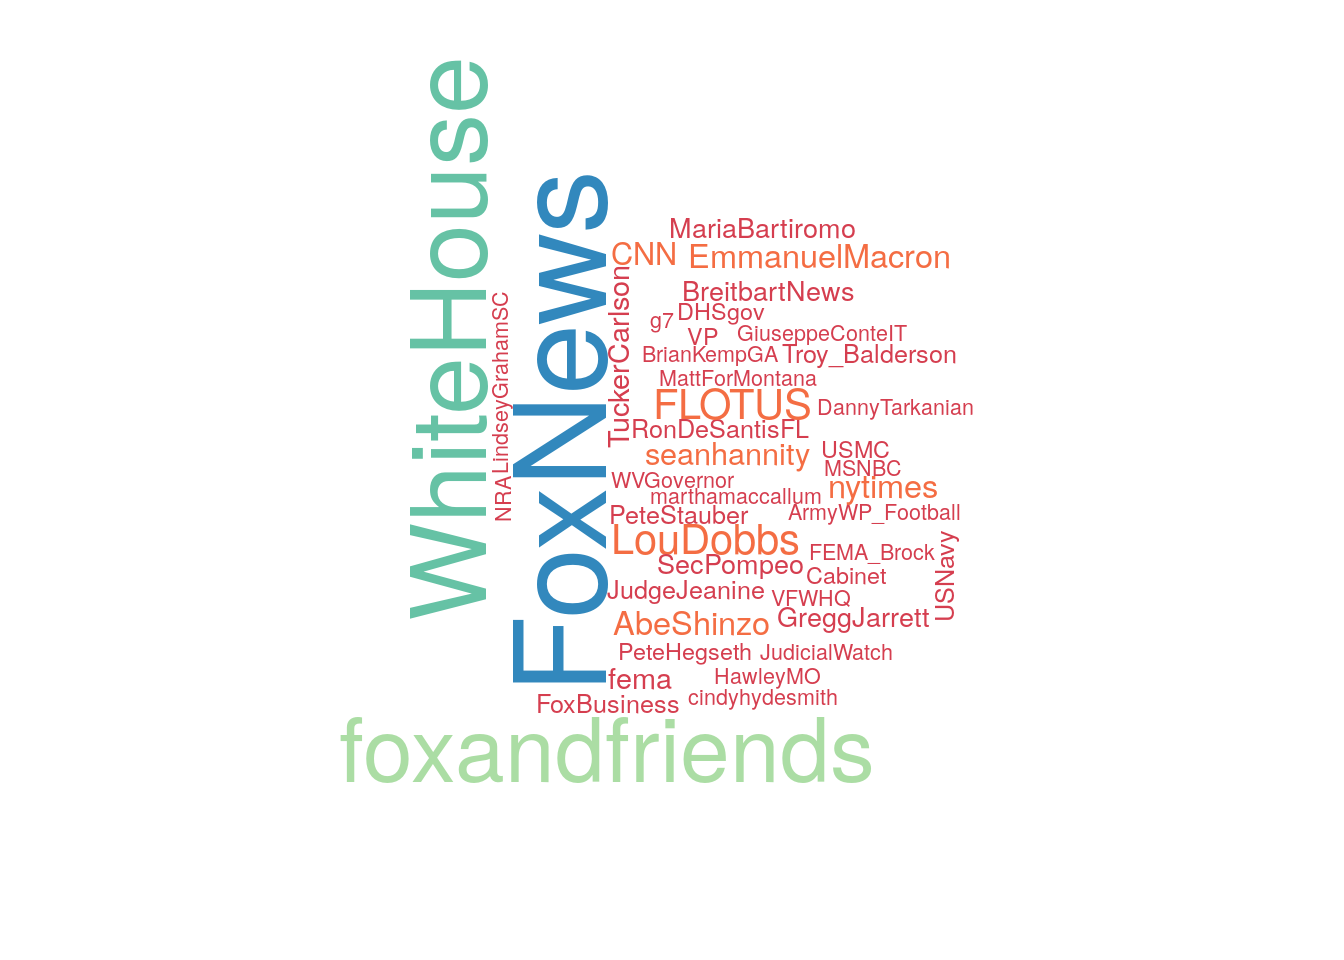 WhiteHouse
FoxNews
NRA
LindseyGrahamSC
TuckerCarlson
MariaBartiromo
CNN
EmmanuelMacron
BreitbartNews
g7
DHSgov
VP
GiuseppeConteIT
BrianKempGA
Troy_Balderson
MattForMontana
FLOTUS
DannyTarkanian
RonDeSantisFL
seanhannity
USMC
MSNBC
WVGovernor
nytimes
marthamaccallum
PeteStauber
ArmyWP_Football
LouDobbs
FEMA_Brock
SecPompeo
Cabinet
USNavy
JudgeJeanine
VFWHQ
AbeShinzo
GreggJarrett
PeteHegseth
JudicialWatch
fema
HawleyMO
FoxBusiness
cindyhydesmith
foxandfriends